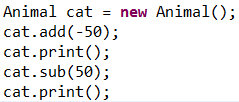 Animal cat = new Animal();
cat.add(-50);
cat.print();
cat.sub(50);
cat.print();